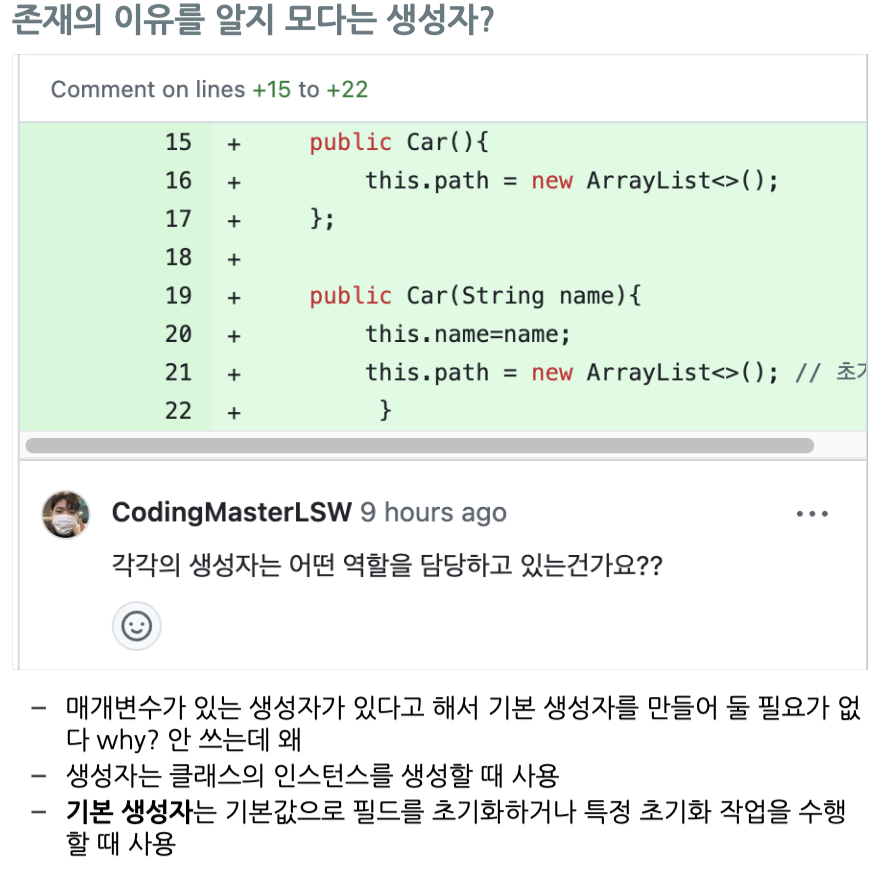 존재의 이유를 알지 모다는 생성자?
Comment on lines +15 to +22
15 + public Car(){
16 + this.path = new ArrayList<>();
17 + };
18 +
19 + public Car(String name){
20 + this.name=name;
21 + this.path = new ArrayList<>(); // 초기
22 + }
CodingMasterLSW 9 hours ago
각각의 생성자는 어떤 역할을 담당하고 있는건가요??
– 매개변수가 있는 생성자가 있다고 해서 기본 생성자를 만들어 둘 필요가 없
다 why? 안 쓰는데 왜
– 생성자는 클래스의 인스턴스를 생성할 때 사용
– 기본 생성자는 기본값으로 필드를 초기화하거나 특정 초기화 작업을 수행
할 때 사용